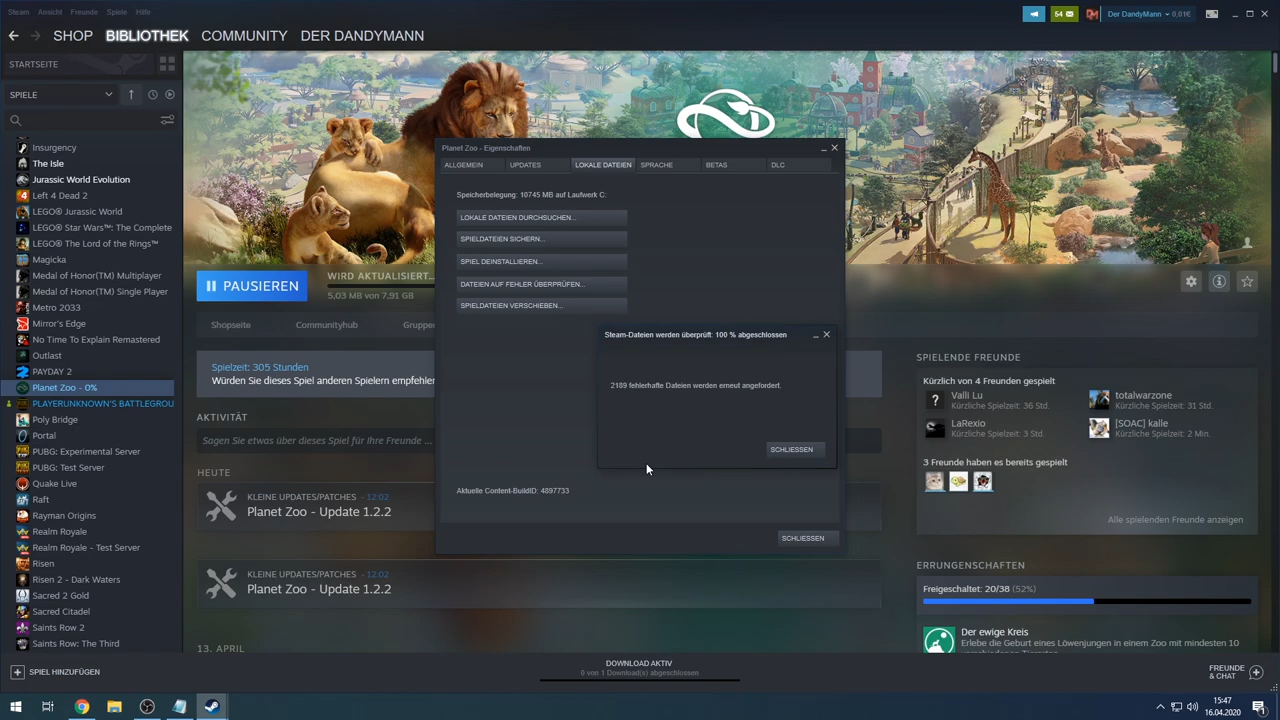 Steam Ansicht Freunde Spiele Hilfe
54
Der DandyMann
0,01€
SHOP BIBLIOTHEK COMMUNITY DER DANDYMANN
STARTSEITE
SPIELE
Insurgency
The Isle
Jurassic World Evolution
Left 4 Dead 2
LEGO® Jurassic World
LEGO® Star Wars™: The Complete
LEGO® The Lord of the Rings™
Magicka
Medal of Honor(TM) Multiplayer
Medal of Honor(TM) Single Player
Metro 2033
Mirror's Edge
No Time To Explain Remastered
Outlast
PAYDAY 2
Planet Zoo - 0%
PLAYERUNKNOWN'S BATTLEGROU
Poly Bridge
Portal
PUBG: Experimental Server
PUBG: Test Server
Quake Live
Raft
Rayman Origins
Realm Royale
Realm Royale - Test Server
Risen
Risen 2 - Dark Waters
Sacred 2 Gold
Sacred Citadel
Saints Row 2
Saints Row: The Third
PAUSIEREN
WIRD AKTUALISIERT...
5,03 MB von 7,91 GB
Shopseite Communityhub Gruppe
Spielzeit: 305 Stunden
Würden Sie dieses Spiel anderen Spielern empfehle
AKTIVITÄT
Sagen Sie etwas über dieses Spiel für Ihre Freunde ...
HEUTE
KLEINE UPDATES/PATCHES - 12:02
Planet Zoo - Update 1.2.2
KLEINE UPDATES/PATCHES - 12:02
Planet Zoo - Update 1.2.2
13. APRIL
Planet Zoo - Eigenschaften
ALLGEMEIN UPDATES LOKALE DATEIEN SPRACHE BETAS DLC
Speicherbelegung: 10745 MB auf Laufwerk C:
LOKALE DATEIEN DURCHSUCHEN...
SPIELDATEIEN SICHERN...
SPIEL DEINSTALLIEREN...
DATEIEN AUF FEHLER ÜBERPRÜFEN...
SPIELDATEIEN VERSCHIEBEN...
Steam-Dateien werden überprüft: 100 % abgeschlossen
2189 fehlerhafte Dateien werden erneut angefordert.
SCHLIESSEN
Aktuelle Content-BuildID: 4897733
SCHLIESSEN
SPIELENDE FREUNDE
Kürzlich von 4 Freunden gespielt
Valli Lu
Kürzliche Spielzeit: 36 Std.
totalwarzone
Kürzliche Spielzeit: 31 Std.
LaRexio
Kürzliche Spielzeit: 3 Std.
[SOAC] kalle
Kürzliche Spielzeit: 2 Min.
3 Freunde haben es bereits gespielt
Alle spielenden Freunde anzeigen
ERRUNGENSCHAFTEN
Freigeschaltet: 20/38 (52%)
Der ewige Kreis
Erlebe die Geburt eines Löwenjungen in einem Zoo mit mindesten 10
SPIEL HINZUFÜGEN
DOWNLOAD AKTIV
0 von 1 Download(s) abgeschlossen
FREUNDE
& CHAT
15:47
16.04.2020
1